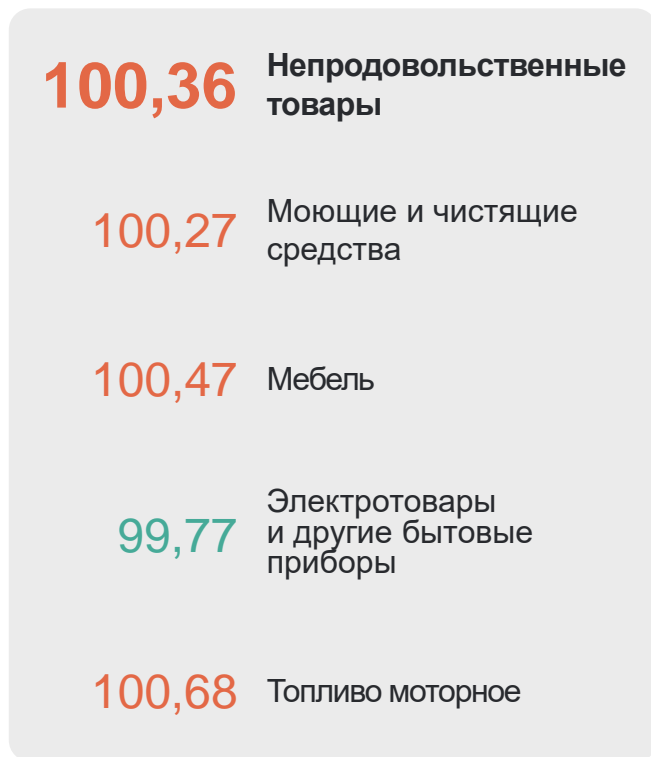 100,36 Непродовольственные
товары
100,27 Моющие и чистящие
средства
100,47 Мебель
99,77 Электротовары
и другие бытовые
приборы
100,68 Топливо моторное